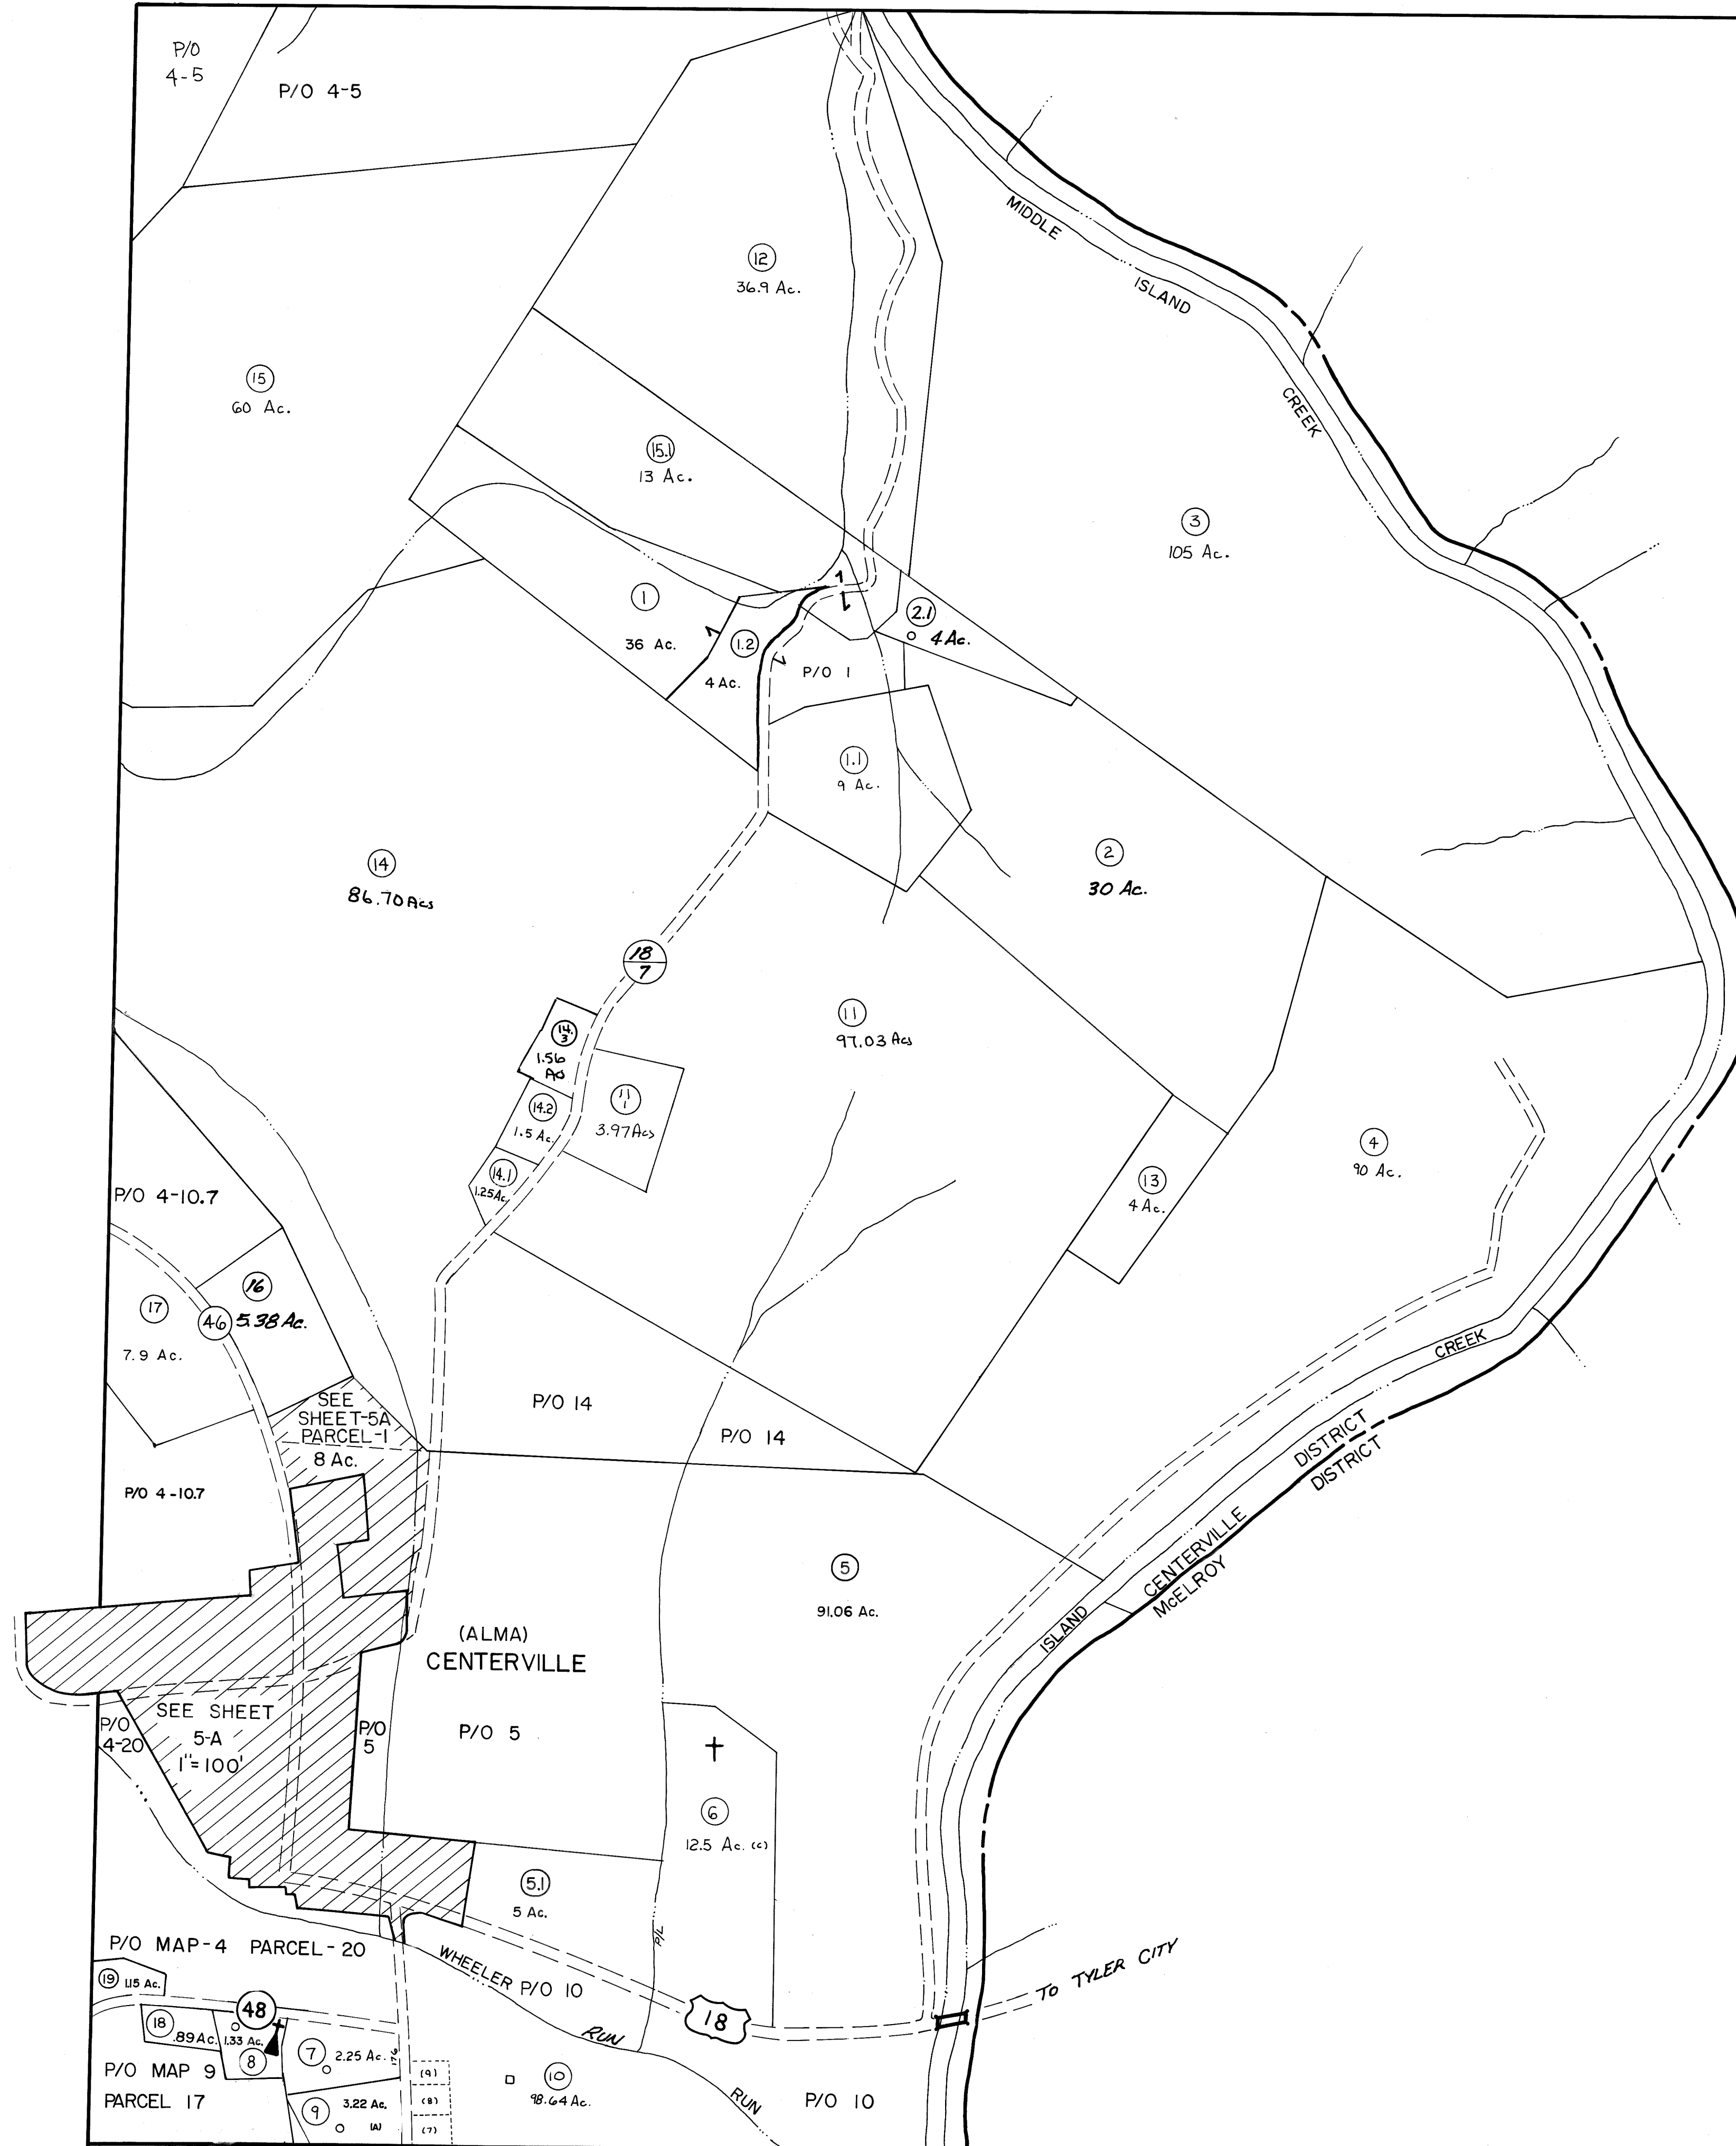 P/O
4-5
P/O 4-5
MIDDLE
ISLAND
CREEK
12
36.9 Ac.
15
60 Ac.
15.1
13 Ac.
3
105 Ac.
1
36 Ac.
1.2
4 Ac.
2.1
4 Ac.
P/O 1
1.1
9 Ac.
14
86.70 Acs
2
30 Ac.
18
7
11
97.03 Acs
14.
3
1.56
AC
14.2
1.5 Ac.
11
1
3.97 Acs
14.1
1.25 Ac.
13
4 Ac.
4
90 Ac.
P/O 4-10.7
16
5.38 Ac.
17
46
7.9 Ac.
CREEK
SEE
SHEET-5A
PARCEL-1
8 Ac.
P/O 14
P/O 14
DISTRICT
DISTRICT
P/O 4-10.7
CENTERVILLE
McELROY
ISLAND
5
91.06 Ac.
(ALMA)
CENTERVILLE
P/O
4-20
SEE SHEET
5-A
1"=100'
P/O
5
P/O 5
6
12.5 Ac. (c)
5.1
5 Ac.
P/L
P/O MAP-4 PARCEL-20
WHEELER P/O 10
RUN
18
TO TYLER CITY
19 1.15 Ac.
48
18 .89 Ac.
1.33 Ac.
8
7 2.25 Ac.
P/O MAP 9
PARCEL 17
9 3.22 Ac.
(A)
(9)
(8)
(7)
10
98.64 Ac.
RUN
P/O 10